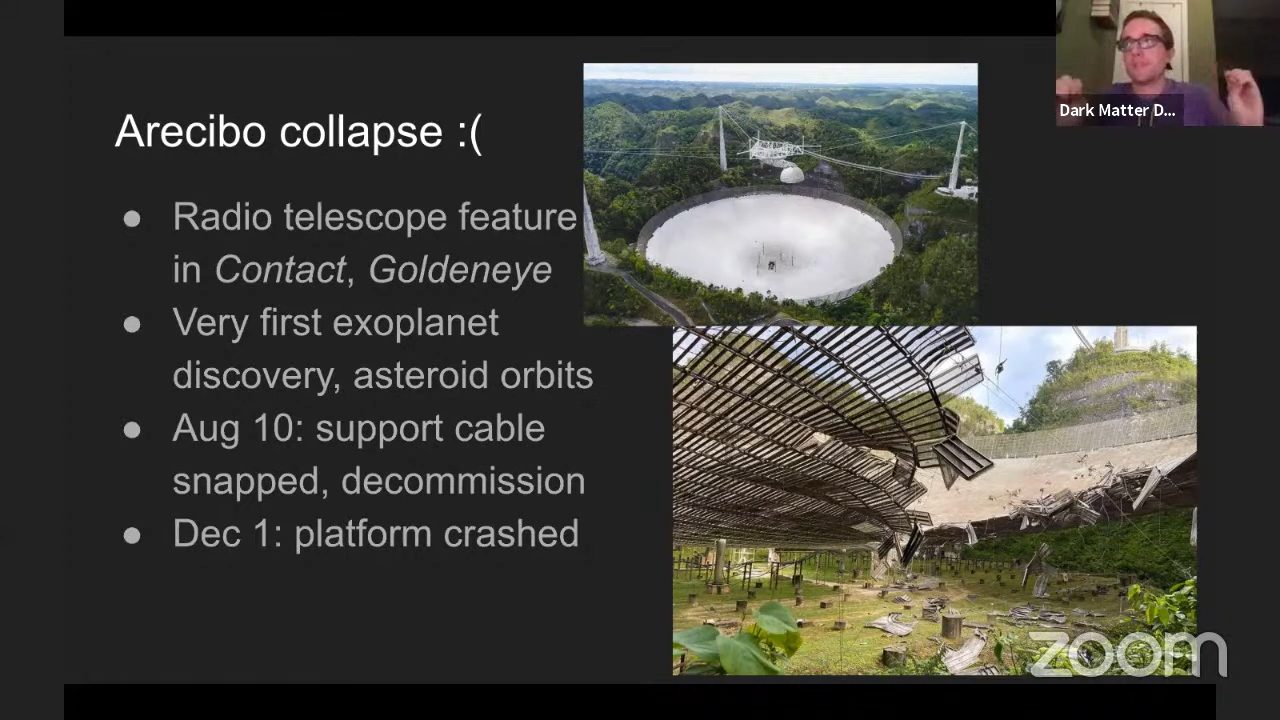 Arecibo collapse :(
● Radio telescope feature
in Contact, Goldeneye
● Very first exoplanet
discovery, asteroid orbits
● Aug 10: support cable
snapped, decommission
● Dec 1: platform crashed
Dark Matter D...
zoom